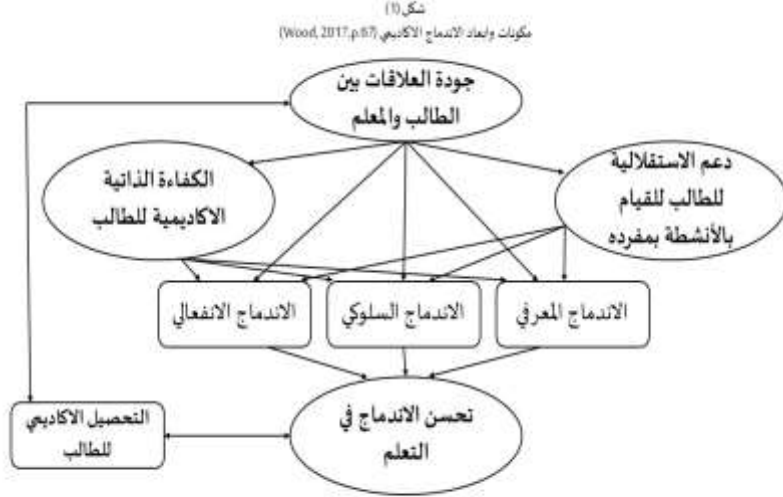 شكل (1)
مكونات وابعاد الاندماج الاكاديمي (Wood, 2017,p.67)
جودة العلاقات بين
الطالب والمعلم
دعم الاستقلالية
للطالب للقيام
بالأنشطة بمفرده
الكفاءة الذاتية
الاكاديمية للطالب
الاندماج المعرفي
الاندماج السلوكي
الاندماج الانفعالي
تحسن الاندماج في
التعلم
التحصيل الاكاديمي
للطالب